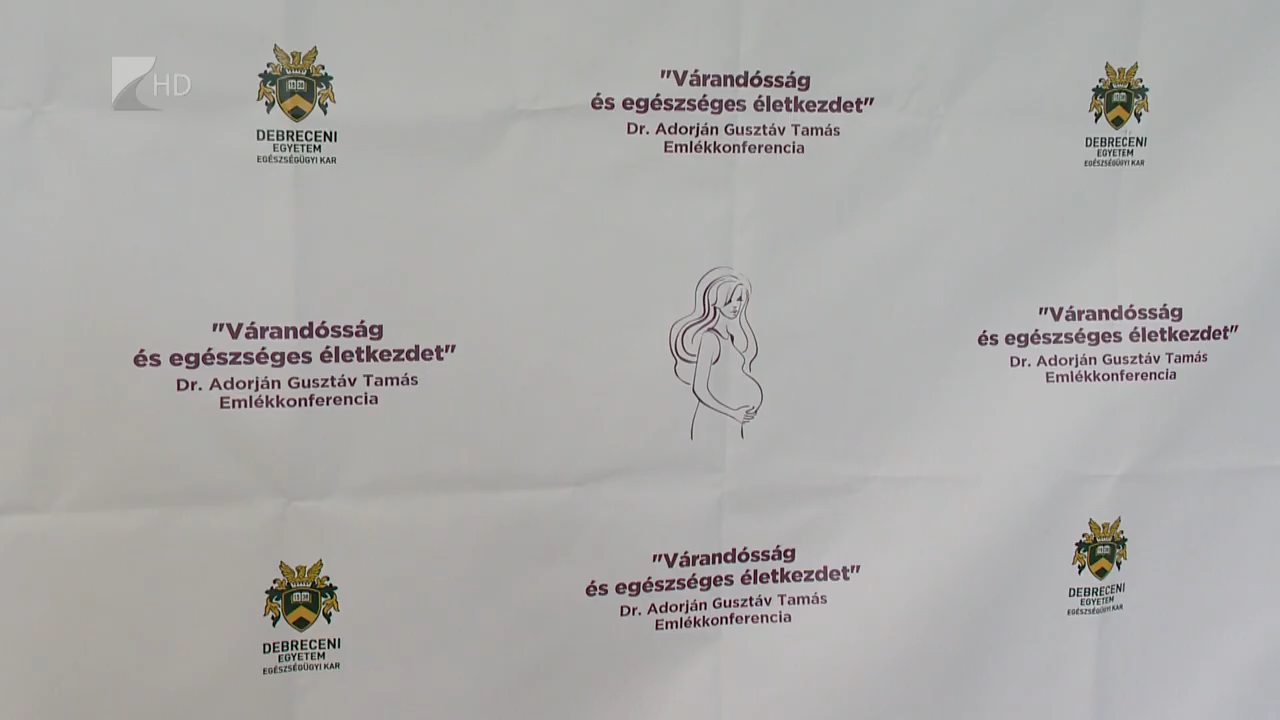 HD
DEBRECENI
EGYETEM
EGÉSZSÉGÜGYI KAR
"Várandósság
és egészséges életkezdet"
Dr. Adorján Gusztáv Tamás
Emlékkonferencia
DEBRECENI
EGYETEM
EGÉSZSÉGÜGYI KAR
"Várandósság
és egészséges életkezdet"
Dr. Adorján Gusztáv Tamás
Emlékkonferencia
"Várandósság
és egészséges életkezdet"
Dr. Adorján Gusztáv Tamás
Emlékkonferencia
DEBRECENI
EGYETEM
EGÉSZSÉGÜGYI KAR
"Várandósság
és egészséges életkezdet"
Dr. Adorján Gusztáv Tamás
Emlékkonferencia
DEBRECENI
EGYETEM
EGÉSZSÉGÜGYI KAR